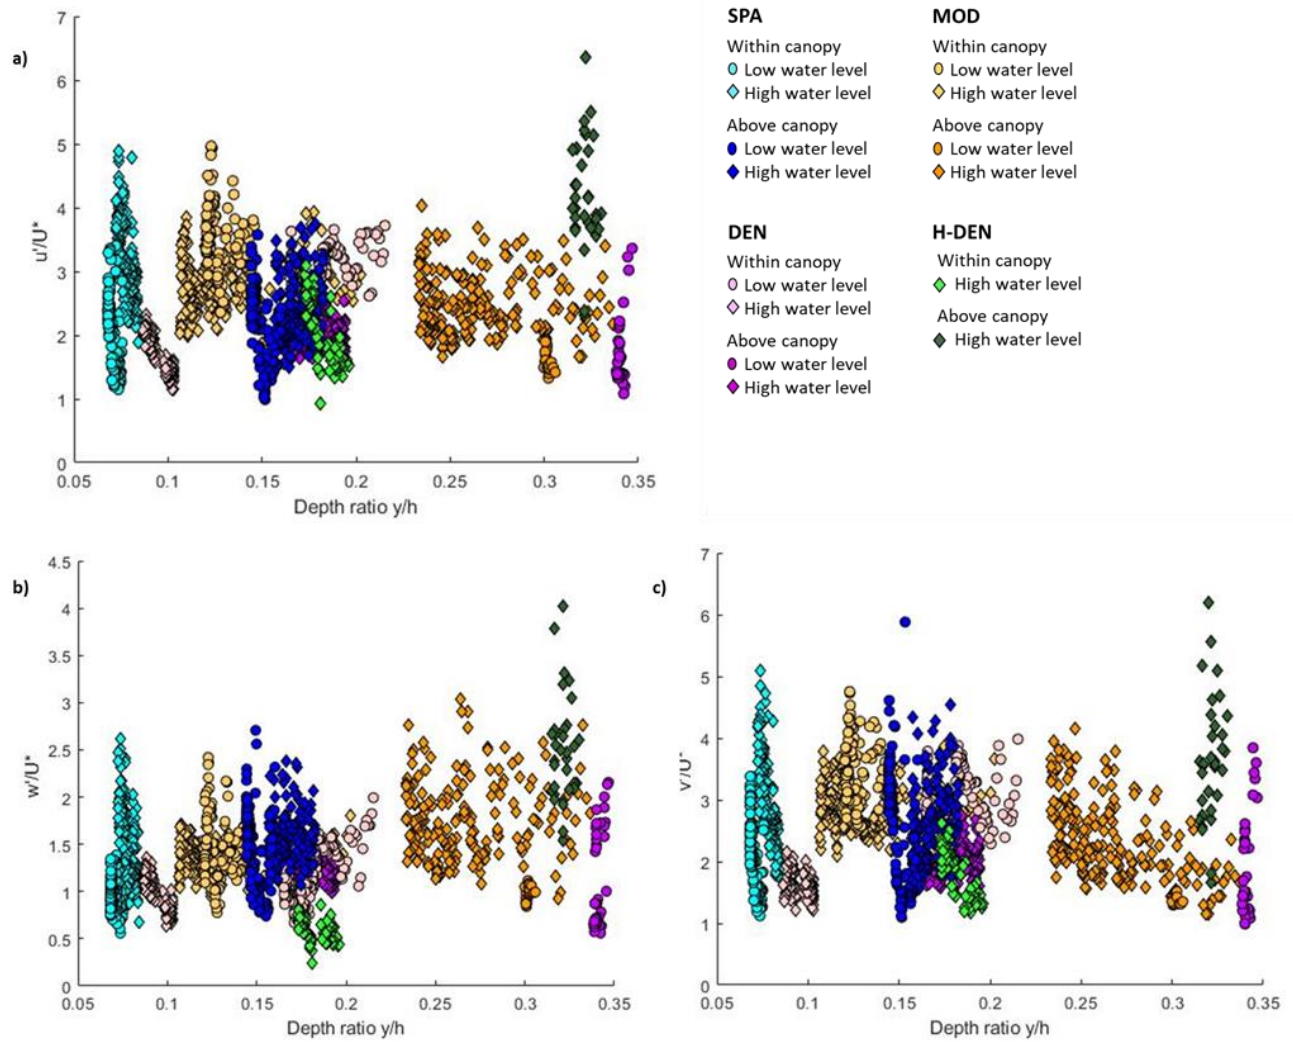 a)
7
6
5
4
3
2
1
0
u'/U*
0.05 0.1 0.15 0.2 0.25 0.3 0.35
Depth ratio y/h
SPA
Within canopy
Low water level
High water level
Above canopy
Low water level
High water level
MOD
Within canopy
Low water level
High water level
Above canopy
Low water level
High water level
DEN
Within canopy
Low water level
High water level
Above canopy
Low water level
High water level
H-DEN
Within canopy
High water level
Above canopy
High water level
b)
4.5
4
3.5
3
2.5
2
1.5
1
0.5
0
w'/U*
0.05 0.1 0.15 0.2 0.25 0.3 0.35
Depth ratio y/h
c)
7
6
5
4
3
2
1
0
0.05 0.1 0.15 0.2 0.25 0.3 0.35
Depth ratio y/h